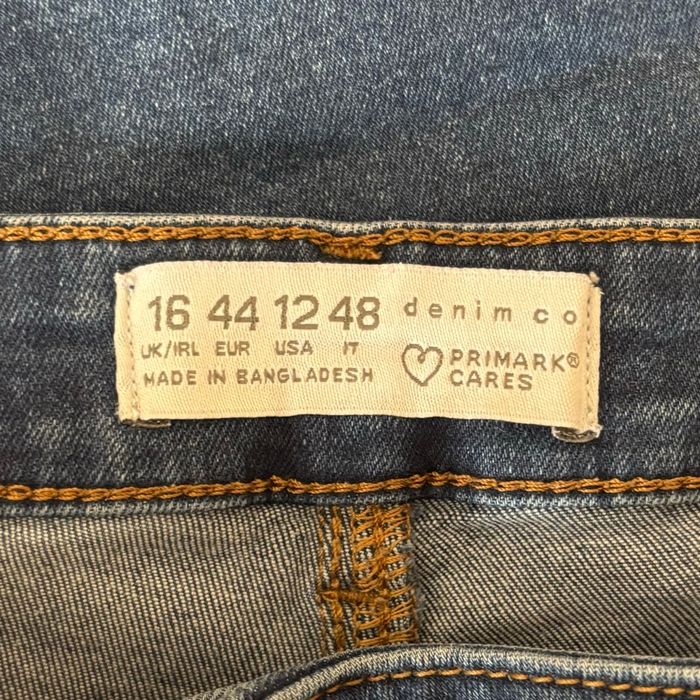 16 44 12 48 denim co
UK/IRL EUR USA IT
MADE IN BANGLADESH
PRIMARK®
CARES